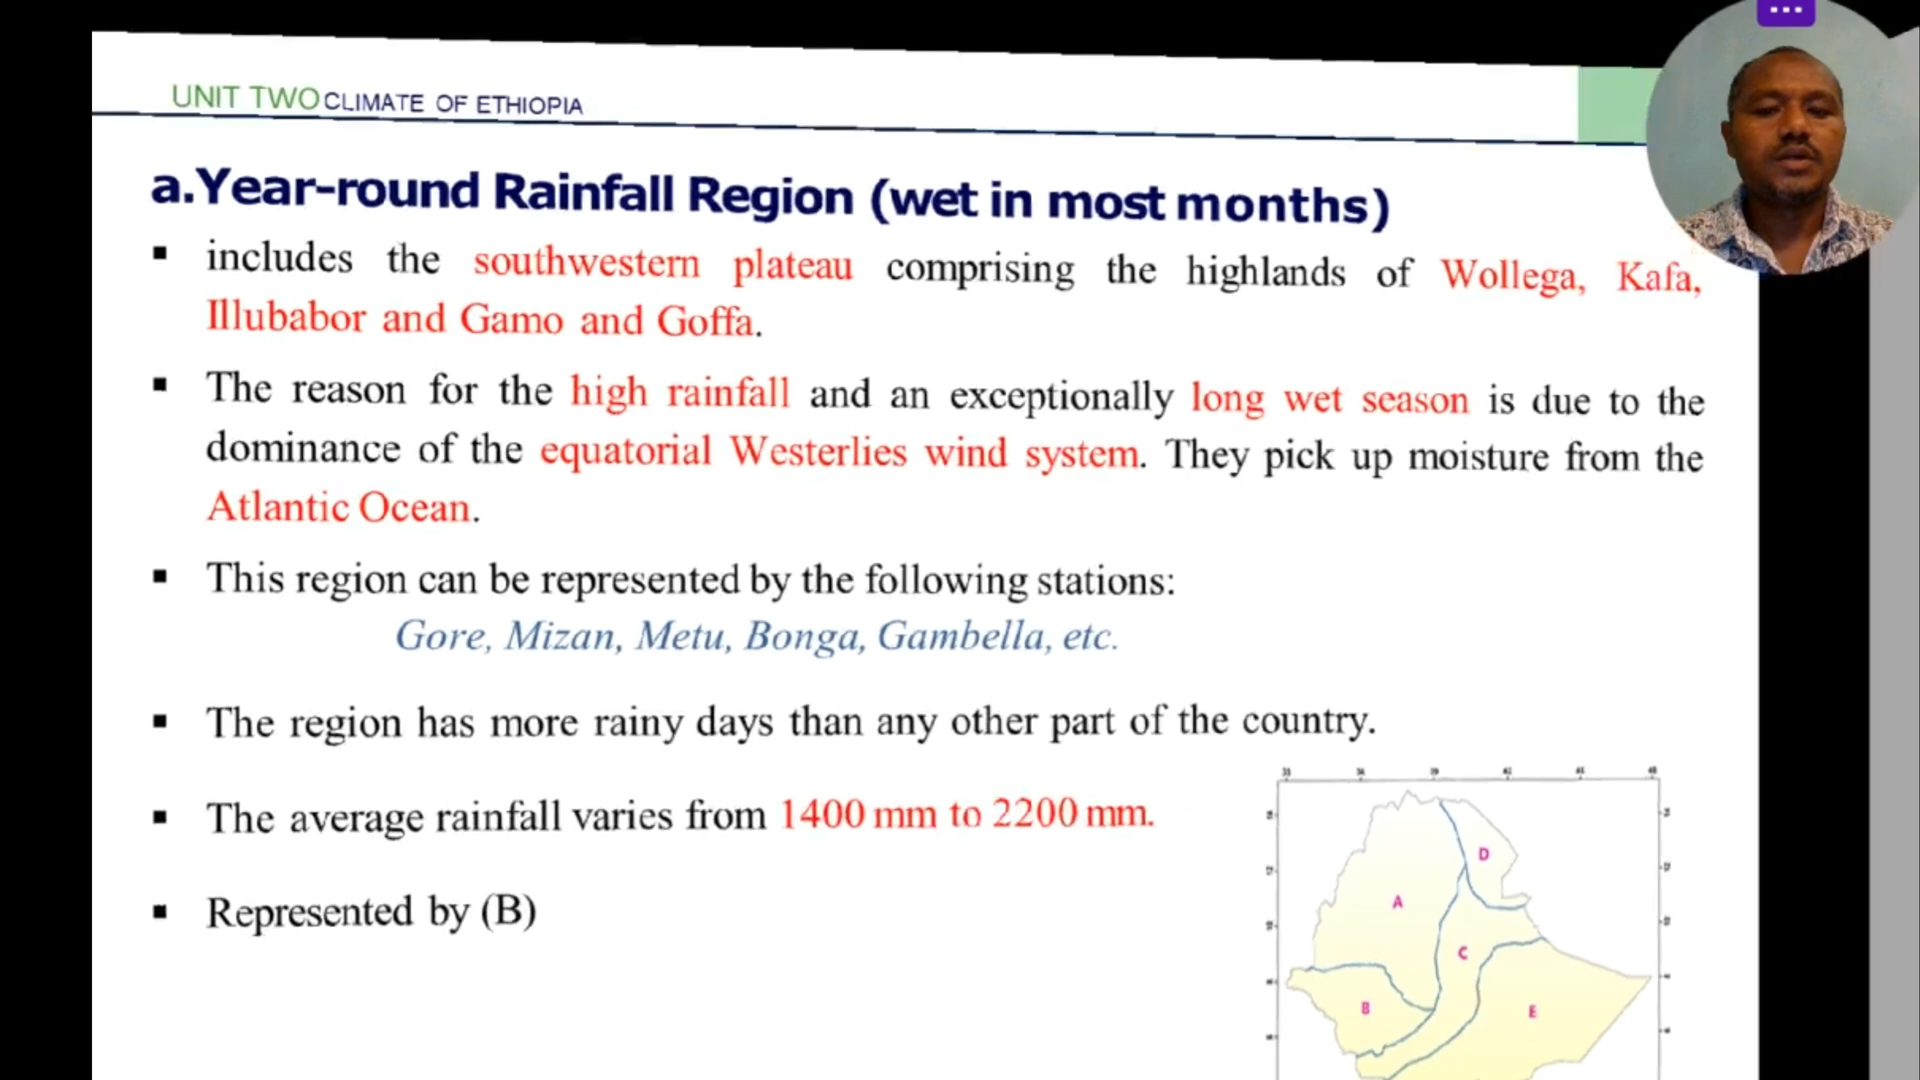 UNIT TWO CLIMATE OF ETHIOPIA
a.Year-round Rainfall Region (wet in most months)
▪ includes the southwestern plateau comprising the highlands of Wollega, Kafa,
Illubabor and Gamo and Goffa.
▪ The reason for the high rainfall and an exceptionally long wet season is due to the
dominance of the equatorial Westerlies wind system. They pick up moisture from the
Atlantic Ocean.
▪ This region can be represented by the following stations:
Gore, Mizan, Metu, Bonga, Gambella, etc.
▪ The region has more rainy days than any other part of the country.
▪ The average rainfall varies from 1400 mm to 2200 mm.
▪ Represented by (B)
D
A
C
B
E